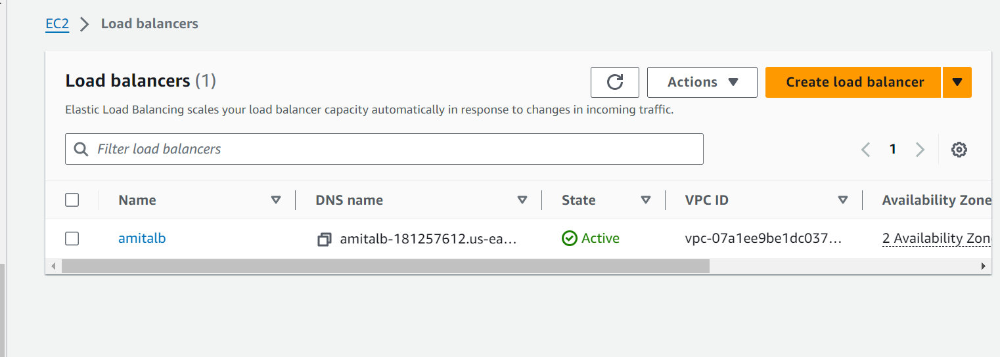 EC2 Load balancers
Load balancers (1)
Actions
Create load balancer
Elastic Load Balancing scales your load balancer capacity automatically in response to changes in incoming traffic.
Filter load balancers
1
Name DNS name State VPC ID Availability Zone
amitalb amitalb-181257612.us-ea... Active vpc-07a1ee9be1dc037... 2 Availability Zon